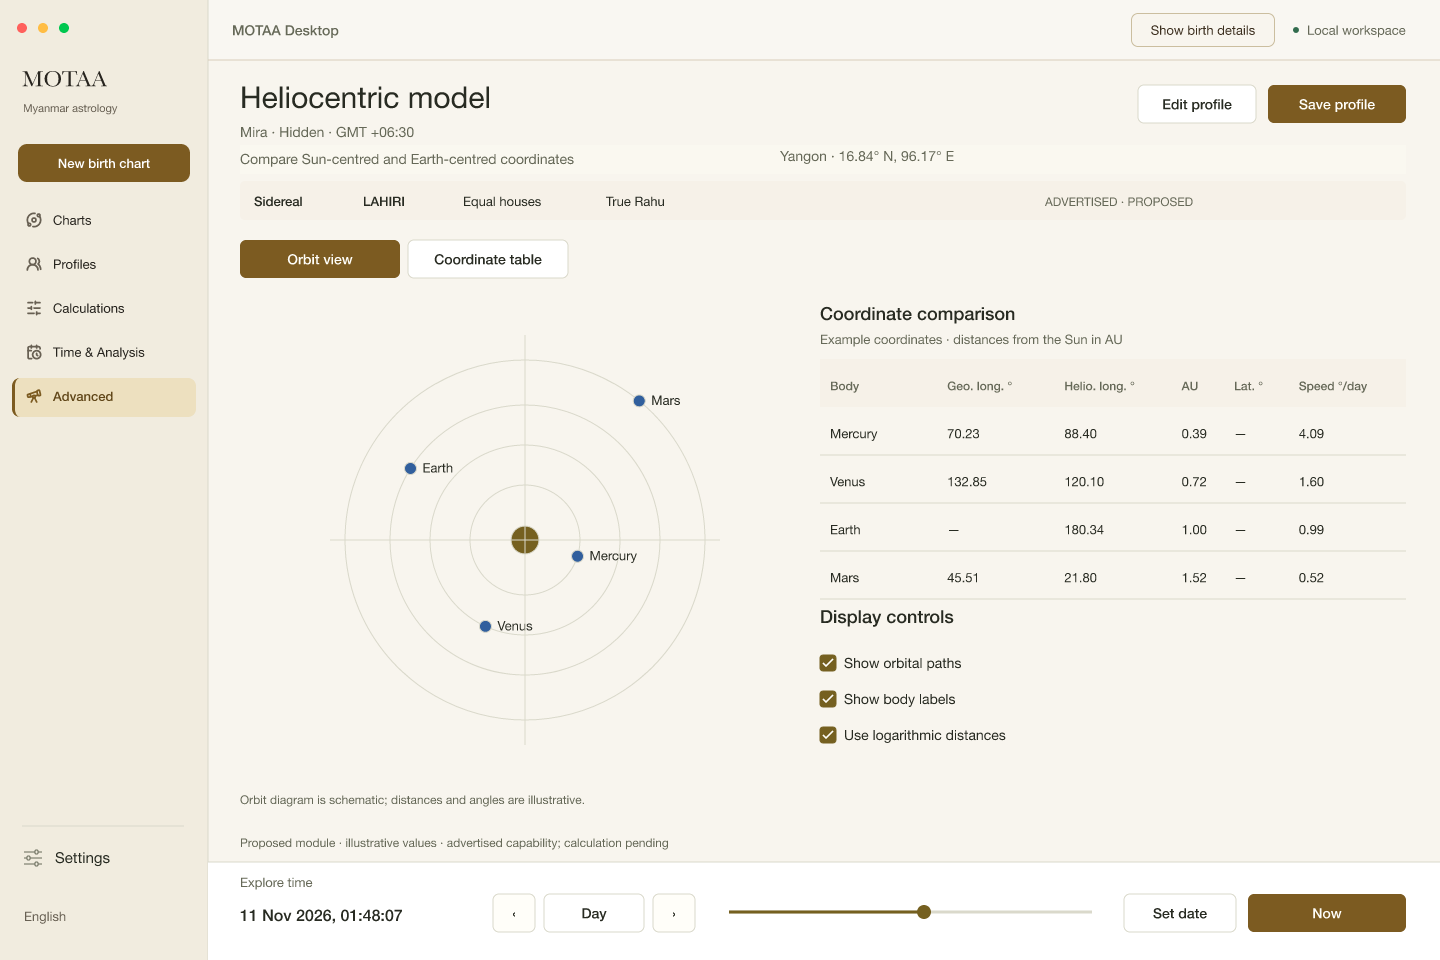 MOTAA
Myanmar astrology
New birth chart
Charts
Profiles
Calculations
Time & Analysis
Advanced
Settings
English
MOTAA Desktop
Show birth details
Local workspace
Heliocentric model
Edit profile
Save profile
Mira · Hidden · GMT +06:30
Compare Sun-centred and Earth-centred coordinates
Yangon · 16.84° N, 96.17° E
Sidereal LAHIRI Equal houses True Rahu ADVERTISED · PROPOSED
Orbit view
Coordinate table
Mars
Earth
Mercury
Venus
Coordinate comparison
Example coordinates · distances from the Sun in AU
Body Geo. long. ° Helio. long. ° AU Lat. ° Speed °/day
Mercury 70.23 88.40 0.39 — 4.09
Venus 132.85 120.10 0.72 — 1.60
Earth — 180.34 1.00 — 0.99
Mars 45.51 21.80 1.52 — 0.52
Display controls
Show orbital paths
Show body labels
Use logarithmic distances
Orbit diagram is schematic; distances and angles are illustrative.
Proposed module · illustrative values · advertised capability; calculation pending
Explore time
11 Nov 2026, 01:48:07
‹ Day ›
Set date
Now